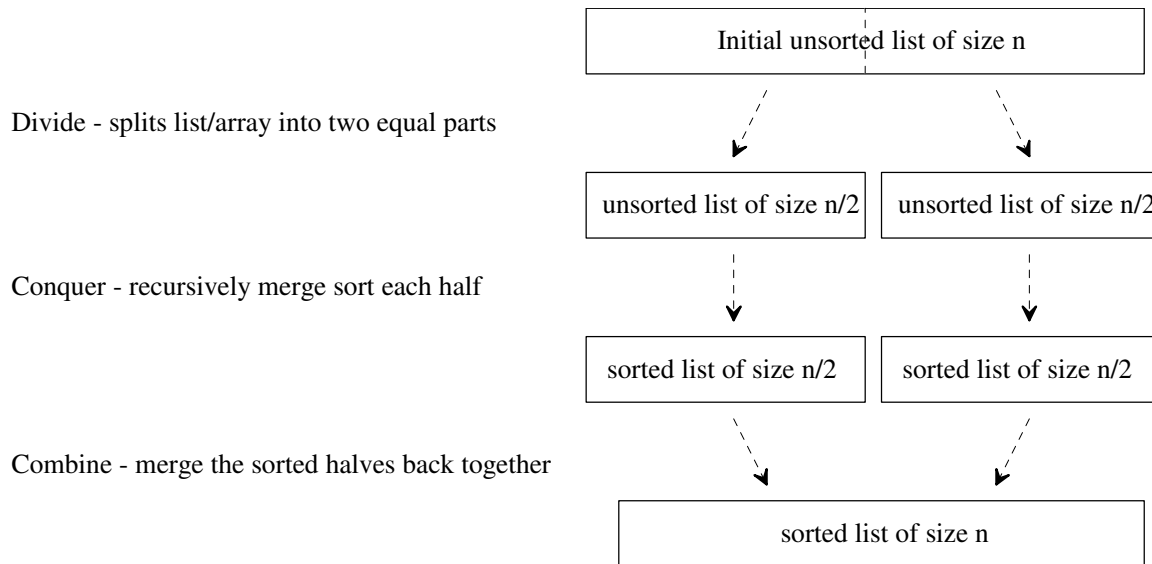 Initial unsorted list of size n
Divide - splits list/array into two equal parts
unsorted list of size n/2
unsorted list of size n/2
Conquer - recursively merge sort each half
sorted list of size n/2
sorted list of size n/2
Combine - merge the sorted halves back together
sorted list of size n